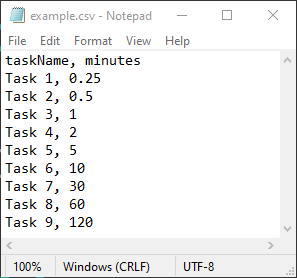 example.csv - Notepad
File Edit Format View Help
taskName, minutes
Task 1, 0.25
Task 2, 0.5
Task 3, 1
Task 4, 2
Task 5, 5
Task 6, 10
Task 7, 30
Task 8, 60
Task 9, 120
100% Windows (CRLF) UTF-8